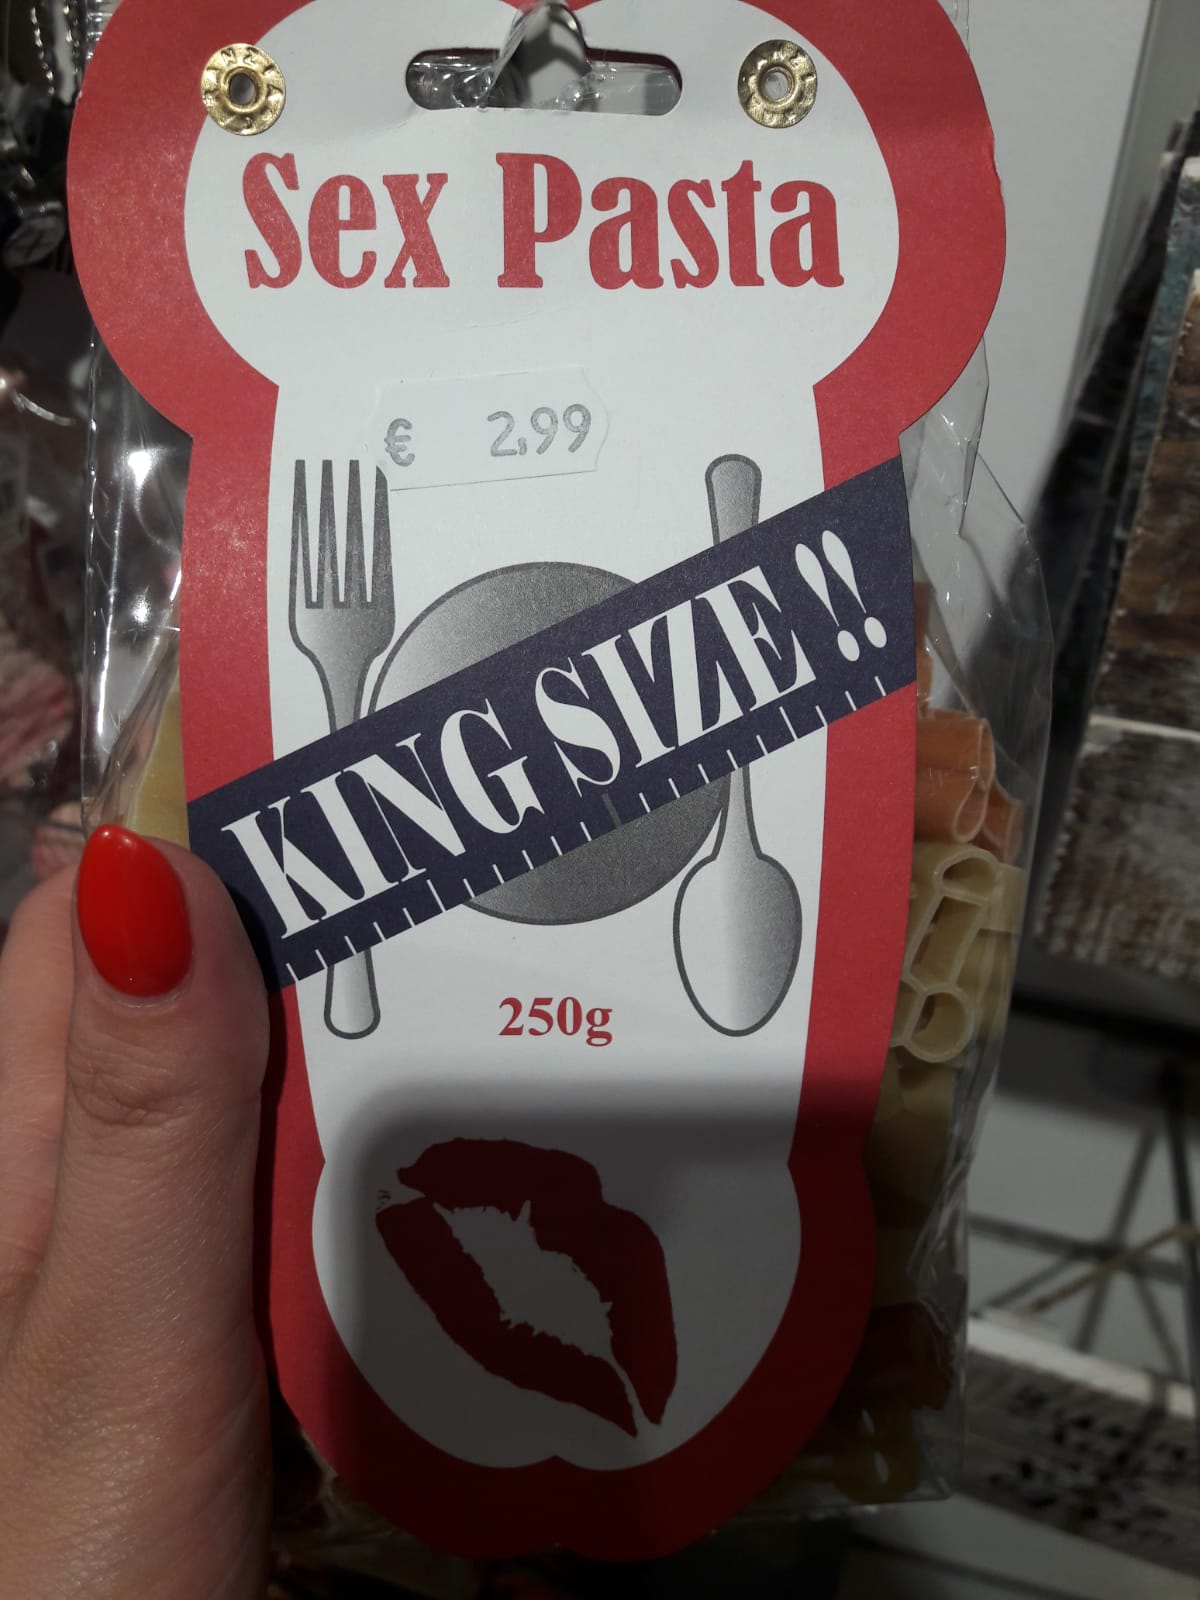 Sex Pasta
€ 2,99
KING SIZE!!
250g